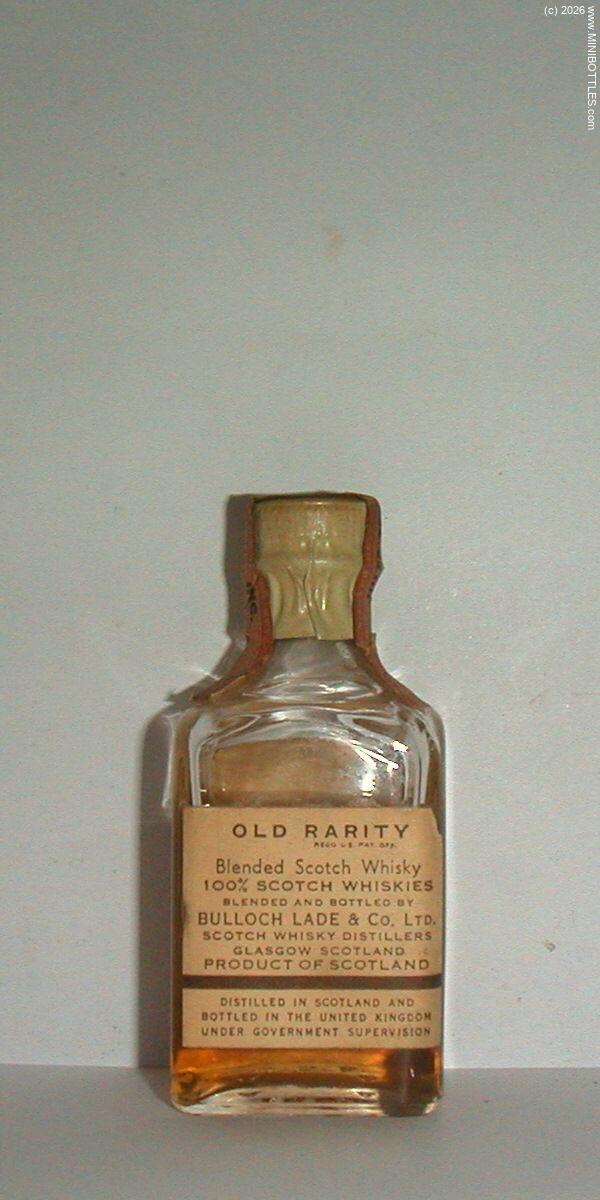 (c) 2026 www.MINIBOTTLES.com
OLD RARITY
REGD U.S. PAT. OFF.
Blended Scotch Whisky
100% SCOTCH WHISKIES
BLENDED AND BOTTLED BY
BULLOCH LADE & CO. LTD.
SCOTCH WHISKY DISTILLERS
GLASGOW SCOTLAND
PRODUCT OF SCOTLAND
DISTILLED IN SCOTLAND AND
BOTTLED IN THE UNITED KINGDOM
UNDER GOVERNMENT SUPERVISION